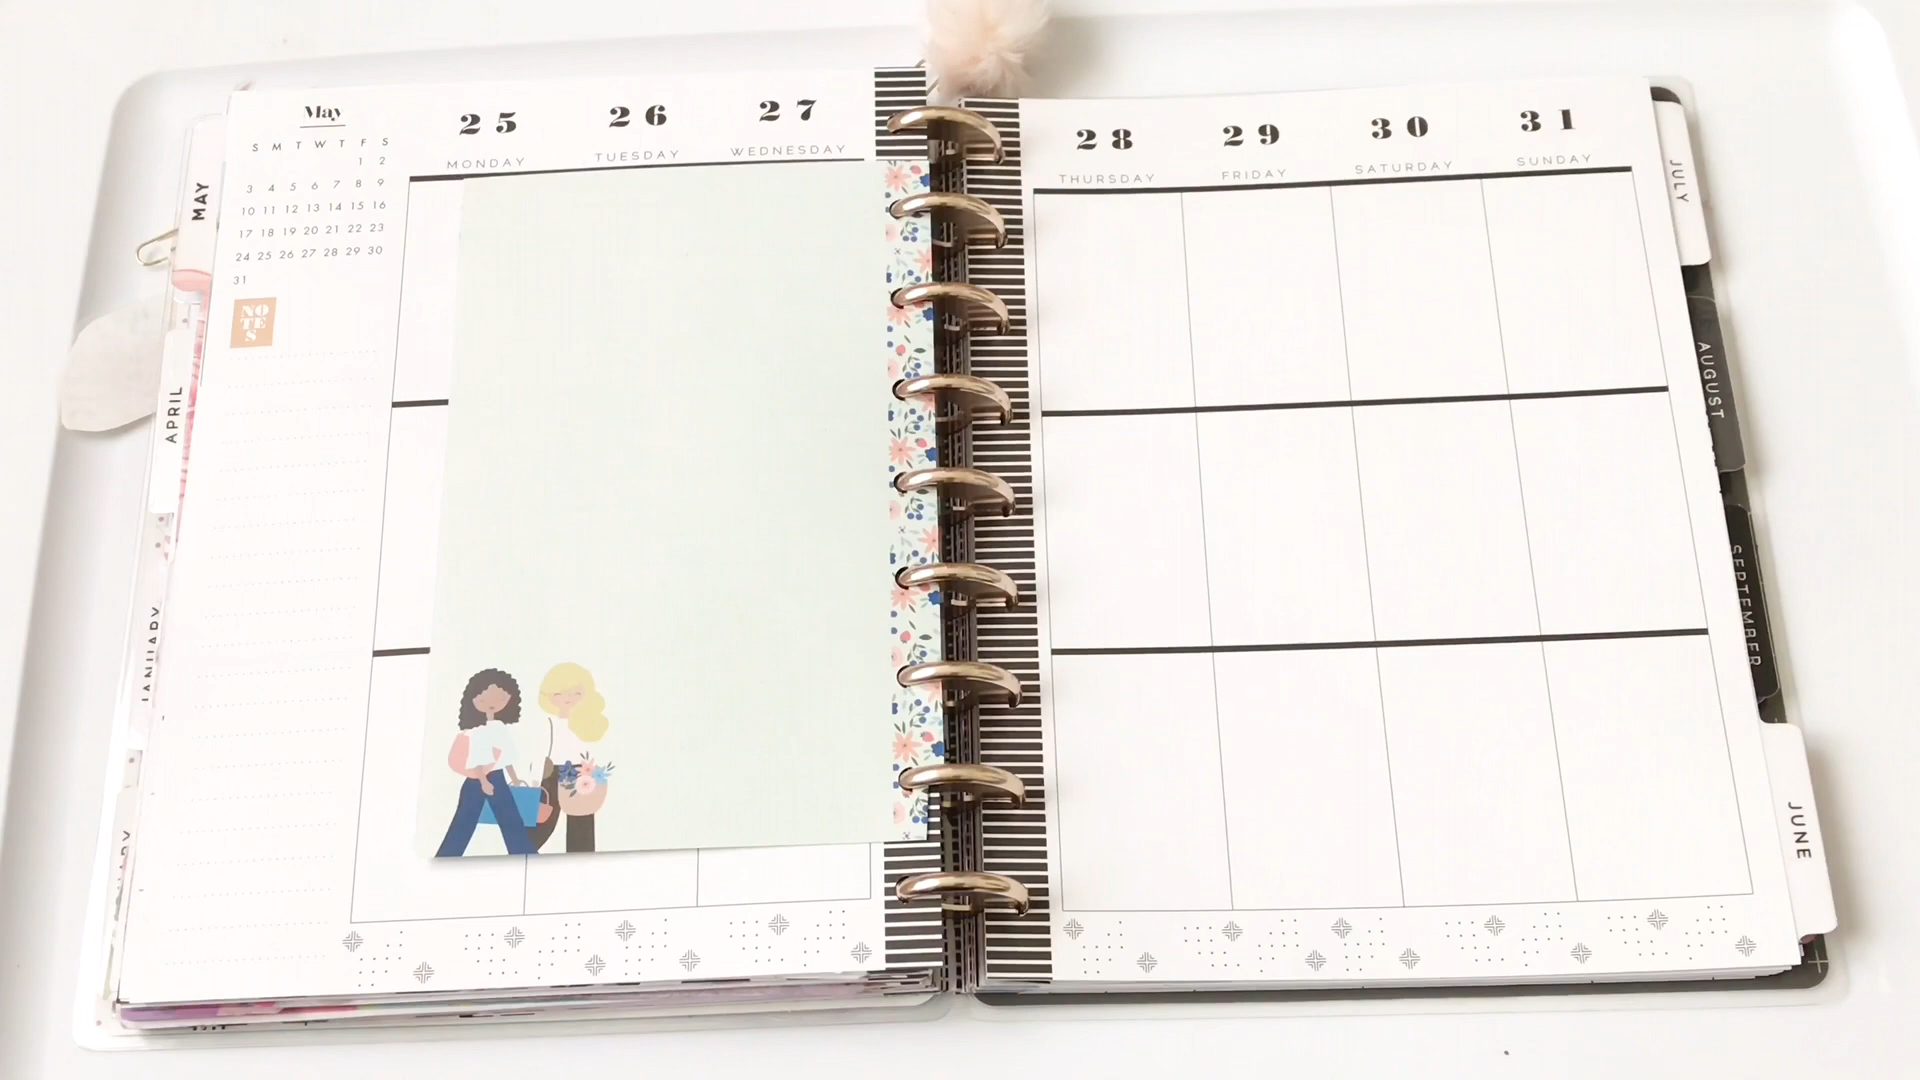 May
S M T W T F S
1 2
3 4 5 6 7 8 9
10 11 12 13 14 15 16
17 18 19 20 21 22 23
24 25 26 27 28 29 30
31
NO
TE
S
25
MONDAY
26
TUESDAY
27
WEDNESDAY
28
THURSDAY
29
FRIDAY
30
SATURDAY
31
SUNDAY
MAY
APRIL
JANUARY
JULY
AUGUST
SEPTEMBER
JUNE